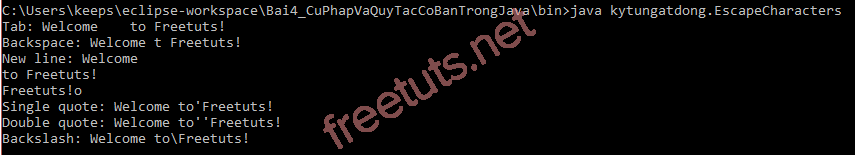 C:\Users\keeps\eclipse-workspace\Bai4_CuPhapVaQuyTacCoBanTrongJava\bin>java kytungatdong.EscapeCharacters
Tab: Welcome    to Freetuts!
Backspace: Welcome t Freetuts!
New line: Welcome
to Freetuts!
Freetuts!o
Single quote: Welcome to'Freetuts!
Double quote: Welcome to''Freetuts!
Backslash: Welcome to\Freetuts!
freetuts.net